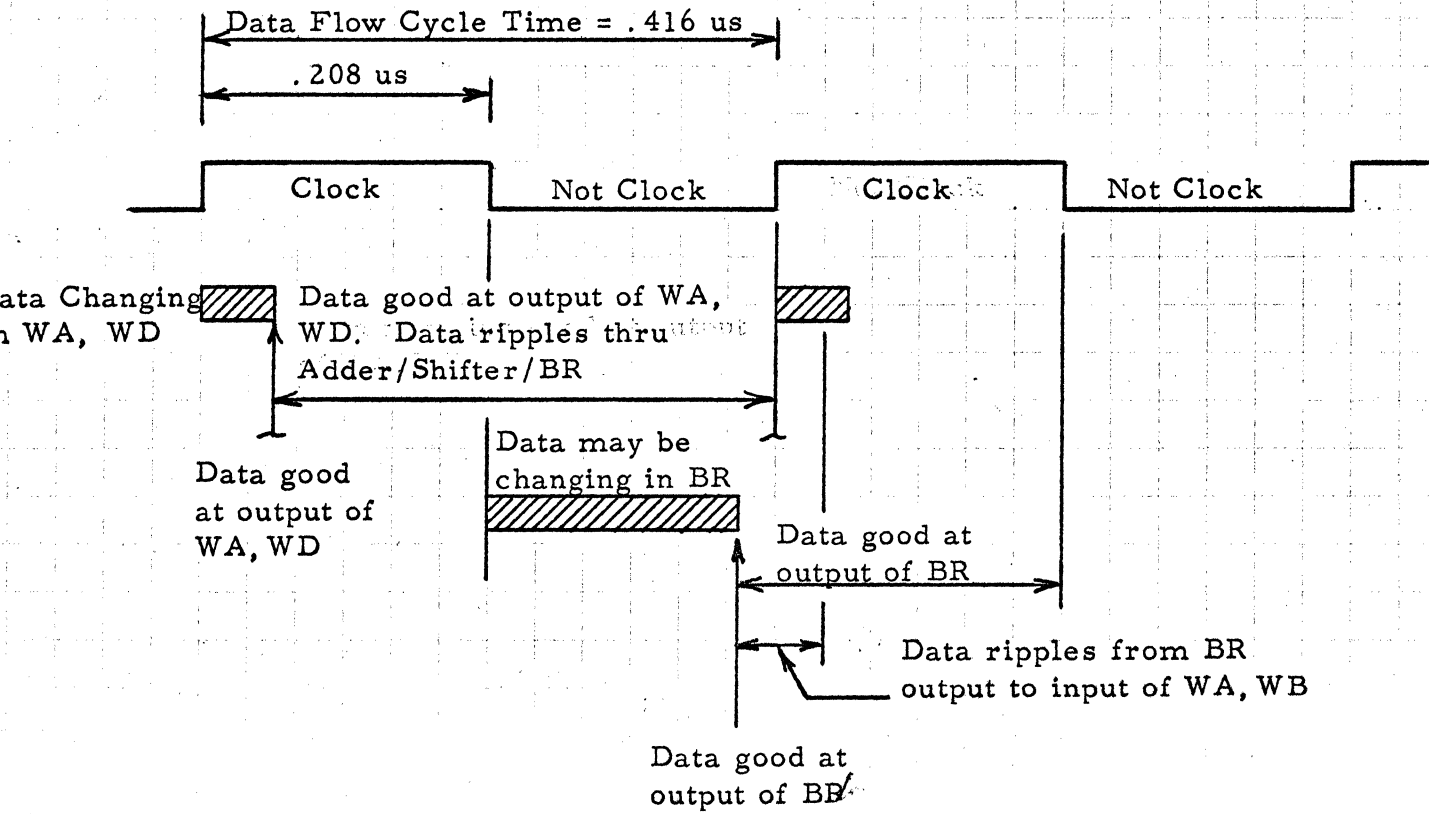 Data Flow Cycle Time = .416 us
.208 us
Clock
Not Clock
Clock
Not Clock
ata Changing
WA, WD
Data good at output of WA,
WD. Data ripples thru
Adder/Shifter/BR
Data good
at output of
WA, WD
Data may be
changing in BR
Data good at
output of BR
Data ripples from BR
output to input of WA, WB
Data good at
output of BR